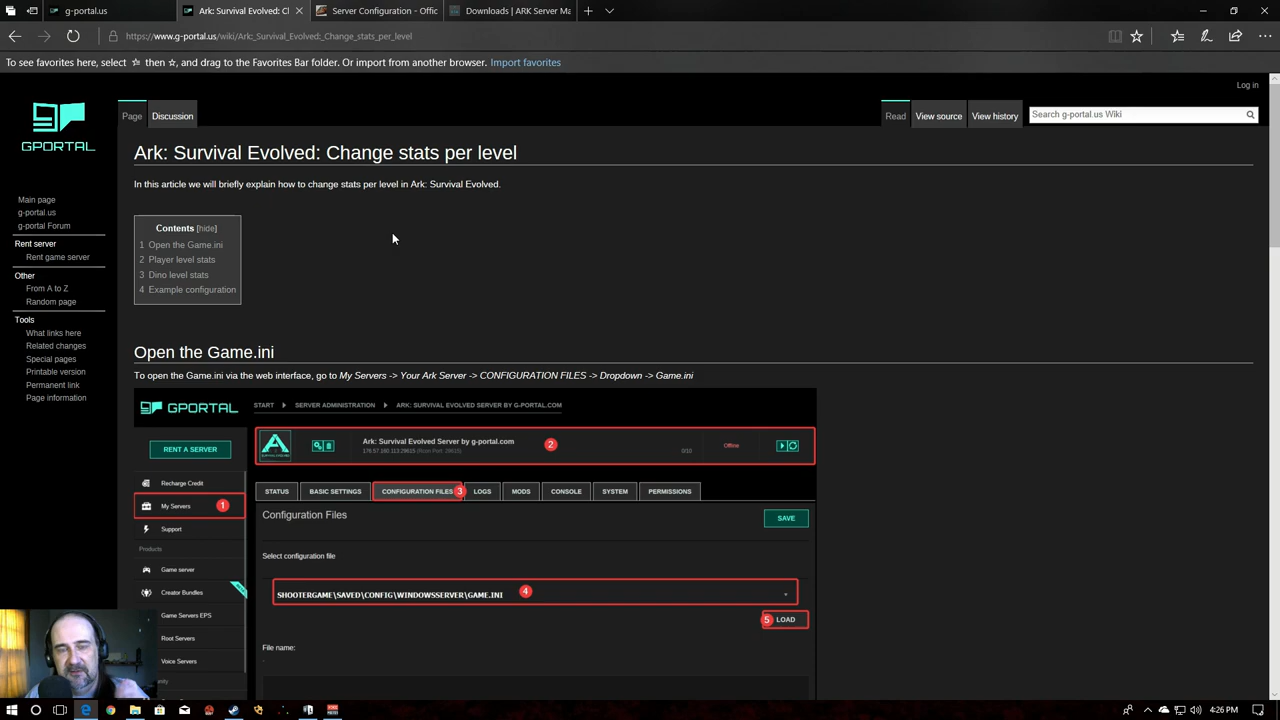 g-portal.us
Ark: Survival Evolved: Cl
Server Configuration - Offic
Downloads | ARK Server Ma
https://www.g-portal.us/wiki/Ark:_Survival_Evolved:_Change_stats_per_level
To see favorites here, select ☆ then ☆, and drag to the Favorites Bar folder. Or import from another browser. Import favorites
Log in
GPORTAL
Page
Discussion
Read
View source
View history
Search g-portal.us Wiki
Main page
g-portal.us
g-portal Forum
Rent server
Rent game server
Other
From A to Z
Random page
Tools
What links here
Related changes
Special pages
Printable version
Permanent link
Page information
Ark: Survival Evolved: Change stats per level
In this article we will briefly explain how to change stats per level in Ark: Survival Evolved.
Contents [hide]
1 Open the Game.ini
2 Player level stats
3 Dino level stats
4 Example configuration
Open the Game.ini
To open the Game.ini via the web interface, go to My Servers -> Your Ark Server -> CONFIGURATION FILES -> Dropdown -> Game.ini
GPORTAL
START
SERVER ADMINISTRATION
ARK: SURVIVAL EVOLVED SERVER BY G-PORTAL.COM
RENT A SERVER
Recharge Credit
My Servers 1
Support
Products
Game server
Creator Bundles
Game Servers EPS
Root Servers
Voice Servers
Ark: Survival Evolved Server by g-portal.com
2
0/10
Offline
STATUS
BASIC SETTINGS
CONFIGURATION FILES 3
LOGS
MODS
CONSOLE
SYSTEM
PERMISSIONS
Configuration Files
SAVE
Select configuration file
SHOOTERGAME\SAVED\CONFIG\WINDOWSSERVER\GAME.INI 4
5 LOAD
File name:
4:26 PM